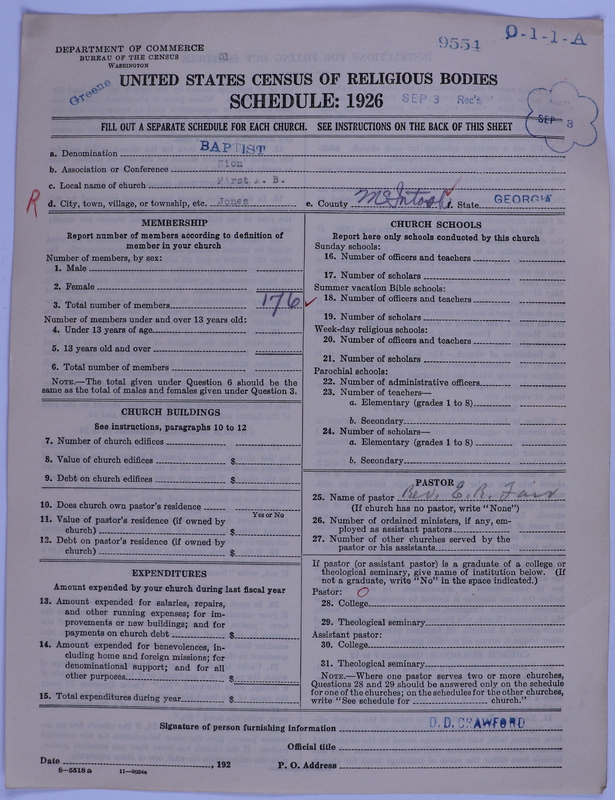 DEPARTMENT OF COMMERCE
BUREAU OF THE CENSUS
WASHINGTON
51
9554
O-1-1-A
Greene
UNITED STATES CENSUS OF RELIGIOUS BODIES
SCHEDULE: 1926
SEP 3 Rec'd
SEP 3
FILL OUT A SEPARATE SCHEDULE FOR EACH CHURCH. SEE INSTRUCTIONS ON THE BACK OF THIS SHEET
a. Denomination BAPTIST
b. Association or Conference Zion
c. Local name of church First A. B.
R d. City, town, village, or township, etc. Jones e. County McIntosh f. State GEORGIA
MEMBERSHIP
Report number of members according to definition of
member in your church
Number of members, by sex:
1. Male
2. Female
3. Total number of members 176
Number of members under and over 13 years old:
4. Under 13 years of age
5. 13 years old and over
6. Total number of members
NOTE.—The total given under Question 6 should be the
same as the total of males and females given under Question 3.
CHURCH BUILDINGS
See instructions, paragraphs 10 to 12
7. Number of church edifices
8. Value of church edifices $
9. Debt on church edifices $
10. Does church own pastor's residence
Yes or No
11. Value of pastor's residence (if owned by
church) $
12. Debt on pastor's residence (if owned by
church) $
EXPENDITURES
Amount expended by your church during last fiscal year
13. Amount expended for salaries, repairs,
and other running expenses; for im-
provements or new buildings; and for
payments on church debt $
14. Amount expended for benevolences, in-
cluding home and foreign missions; for
denominational support; and for all
other purposes $
15. Total expenditures during year $
CHURCH SCHOOLS
Report here only schools conducted by this church
Sunday schools:
16. Number of officers and teachers
17. Number of scholars
Summer vacation Bible schools:
18. Number of officers and teachers
19. Number of scholars
Week-day religious schools:
20. Number of officers and teachers
21. Number of scholars
Parochial schools:
22. Number of administrative officers
23. Number of teachers—
a. Elementary (grades 1 to 8)
b. Secondary
24. Number of scholars—
a. Elementary (grades 1 to 8)
b. Secondary
PASTOR
25. Name of pastor Rev. E. R. Fair
(If church has no pastor, write "None")
26. Number of ordained ministers, if any, em-
ployed as assistant pastors
27. Number of other churches served by the
pastor or his assistants
If pastor (or assistant pastor) is a graduate of a college or
theological seminary, give name of institution below. (If
not a graduate, write "No" in the space indicated.)
Pastor: O
28. College
29. Theological seminary
Assistant pastor:
30. College
31. Theological seminary
NOTE.—Where one pastor serves two or more churches,
Questions 28 and 29 should be answered only on the schedule
for one of the churches; on the schedules for the other churches,
write "See schedule for church."
Signature of person furnishing information D. D. CRAWFORD
Official title
Date , 192 P. O. Address
8-5518a 11-9054a